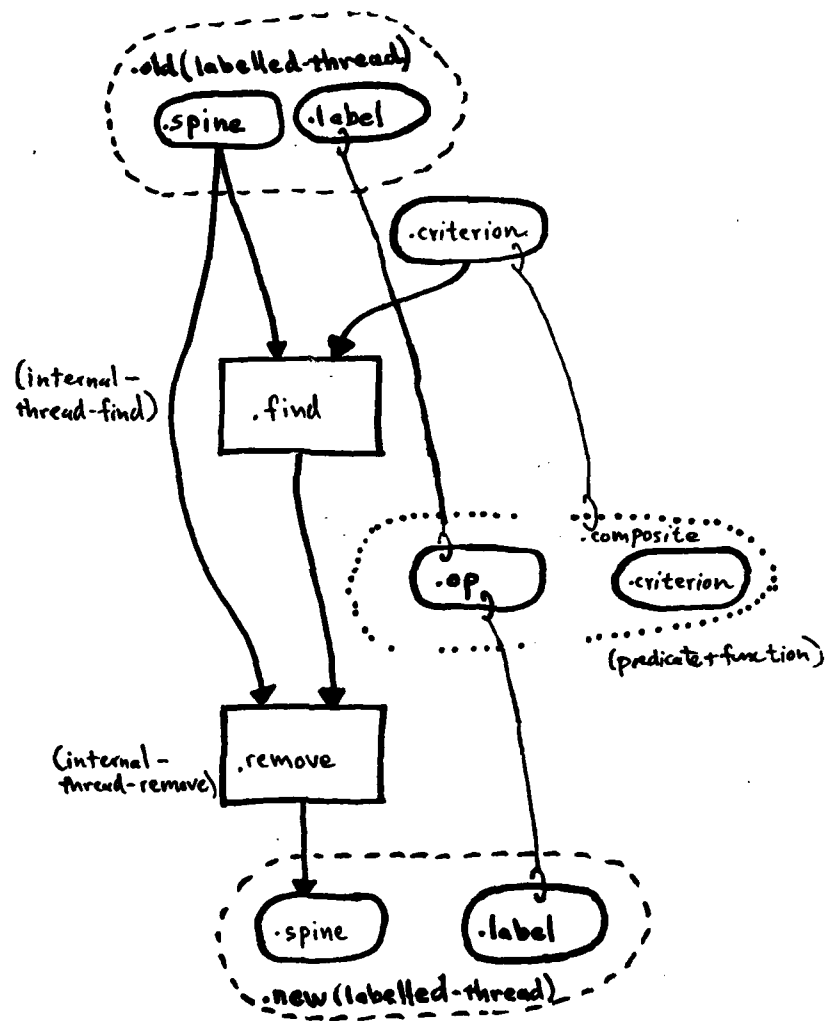 .old(labelled-thread)
.spine
.label
.criterion
(internal-
thread-find)
.find
.composite
.op
.criterion
(predicate+function)
(internal-
thread-remove)
.remove
.spine
.label
.new(labelled-thread)